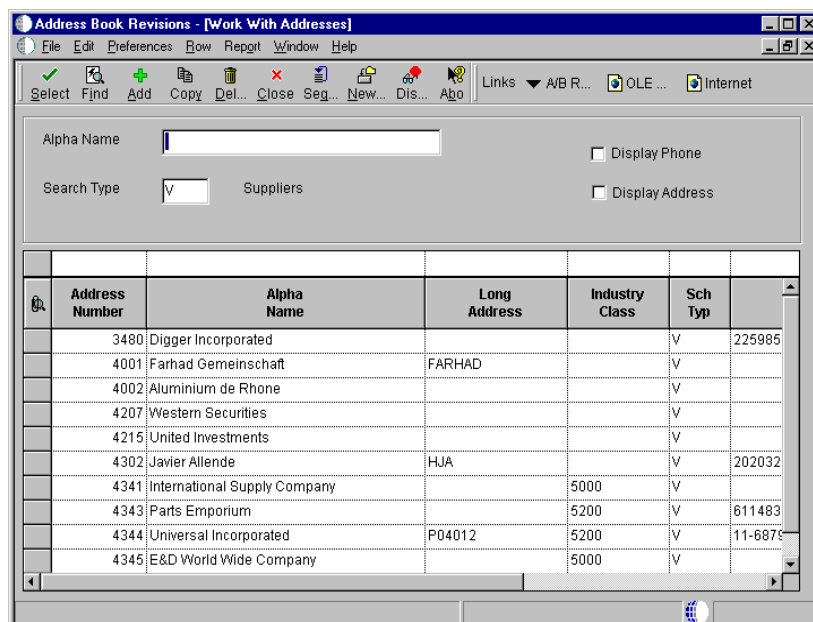 Address Book Revisions - [Work With Addresses]
File Edit Preferences Row Report Window Help
Select Find Add Copy Del... Close Seq... New... Dis... Abo Links A/B R... OLE ... Internet
Alpha Name
Display Phone
Search Type V Suppliers
Display Address
Address Number Alpha Name Long Address Industry Class Sch Typ
3480 Digger Incorporated V 225985
4001 Farhad Gemeinschaft FARHAD V
4002 Aluminium de Rhone V
4207 Western Securities V
4215 United Investments V
4302 Javier Allende HJA V 202032
4341 International Supply Company 5000 V
4343 Parts Emporium 5200 V 611483
4344 Universal Incorporated P04012 5200 V 11-6879
4345 E&D World Wide Company 5000 V